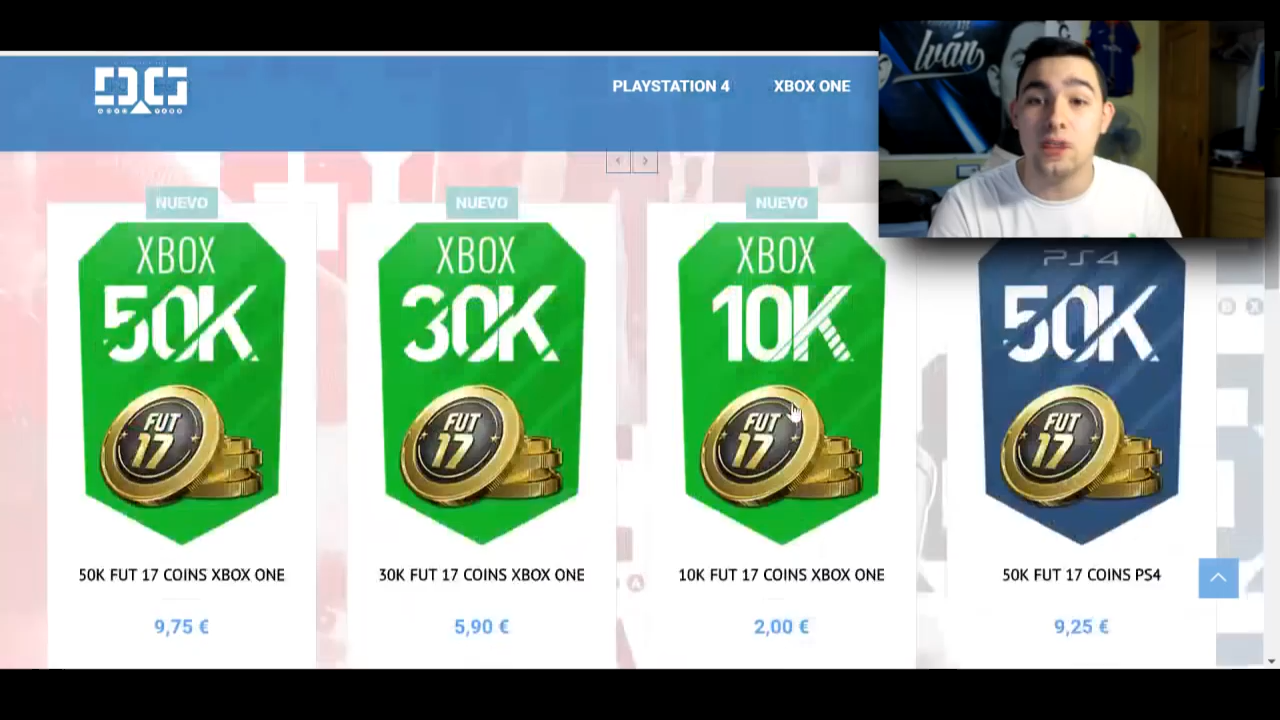 PLAYSTATION 4
XBOX ONE
Iván
NUEVO
NUEVO
NUEVO
XBOX
50K
FUT
17
XBOX
30K
FUT
17
XBOX
10K
FUT
17
PS4
50K
FUT
17
50K FUT 17 COINS XBOX ONE
30K FUT 17 COINS XBOX ONE
10K FUT 17 COINS XBOX ONE
50K FUT 17 COINS PS4
9,75 €
5,90 €
2,00 €
9,25 €